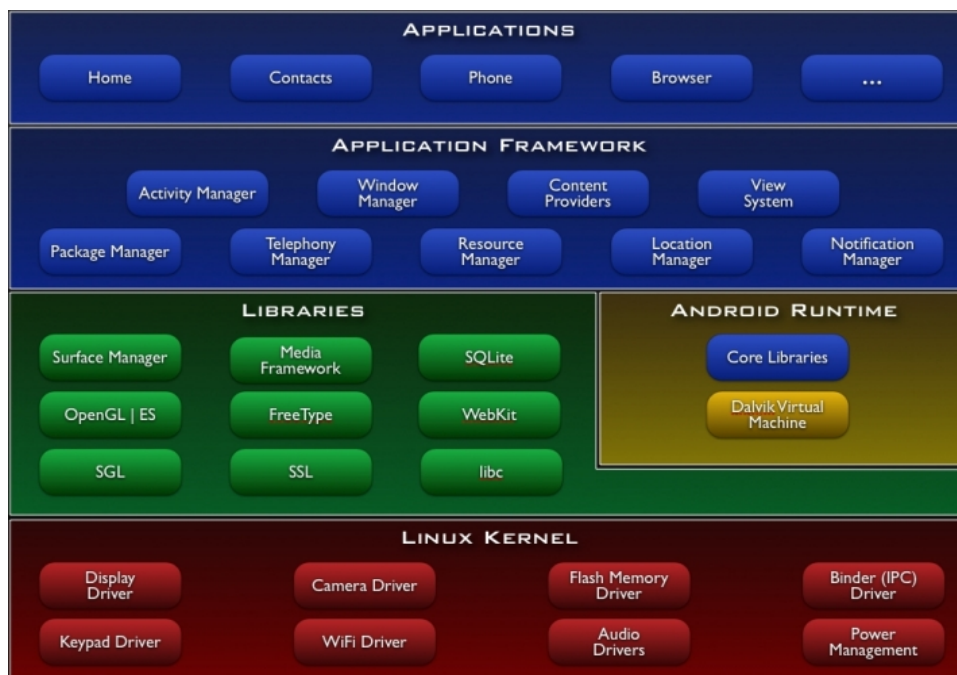 APPLICATIONS
Home
Contacts
Phone
Browser
...
APPLICATION FRAMEWORK
Activity Manager
Window
Manager
Content
Providers
View
System
Package Manager
Telephony
Manager
Resource
Manager
Location
Manager
Notification
Manager
LIBRARIES
Surface Manager
Media
Framework
SQLite
OpenGL | ES
FreeType
WebKit
SGL
SSL
libc
ANDROID RUNTIME
Core Libraries
Dalvik Virtual
Machine
LINUX KERNEL
Display
Driver
Camera Driver
Flash Memory
Driver
Binder (IPC)
Driver
Keypad Driver
WiFi Driver
Audio
Drivers
Power
Management